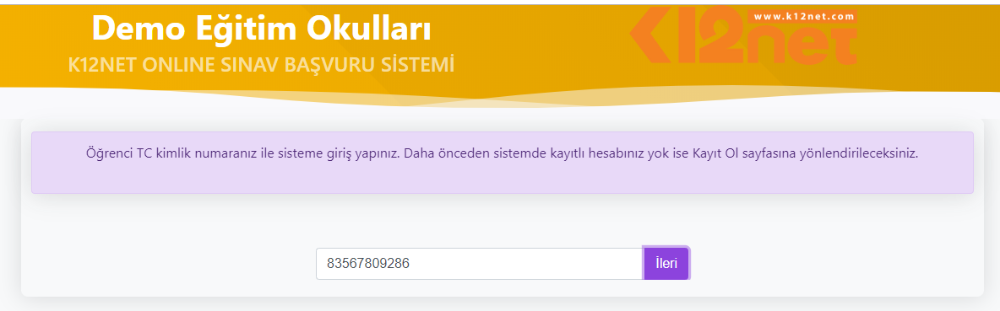 Demo Eğitim Okulları
K12NET ONLINE SINAV BAŞVURU SİSTEMİ
www.k12net.com
K12net
Öğrenci TC kimlik numaranız ile sisteme giriş yapınız. Daha önceden sistemde kayıtlı hesabınız yok ise Kayıt Ol sayfasına yönlendirileceksiniz.
83567809286
İleri